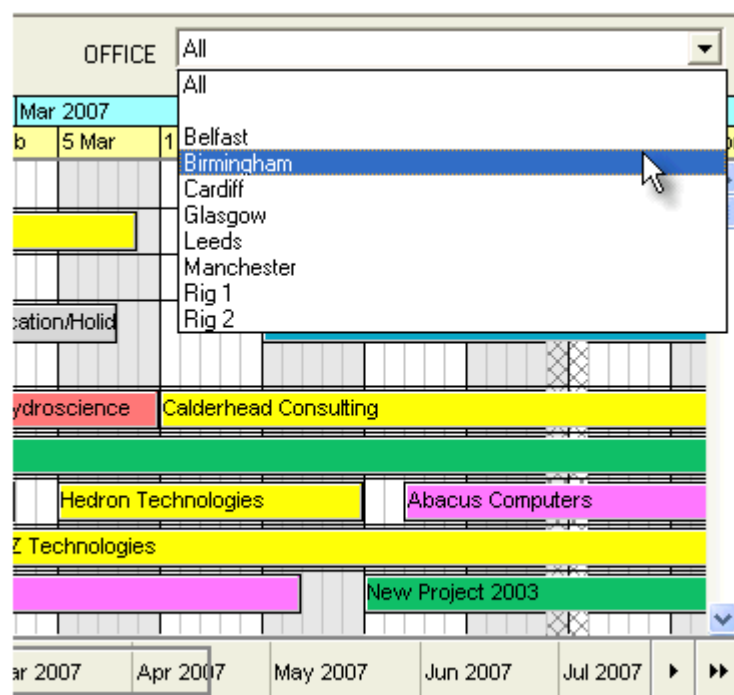 OFFICE All
All
Mar 2007
b 5 Mar 1 Belfast
Birmingham
Cardiff
Glasgow
Leeds
Manchester
Rig 1
cation/Holid Rig 2
ydroscience Calderhead Consulting
Hedron Technologies Abacus Computers
Z Technologies
New Project 2003
ar 2007 Apr 2007 May 2007 Jun 2007 Jul 2007